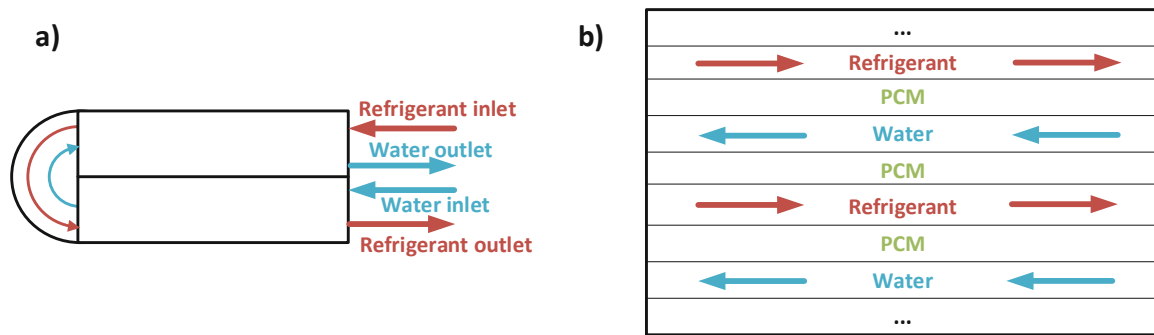 a)
Refrigerant inlet
Water outlet
Water inlet
Refrigerant outlet
b)
...
Refrigerant
PCM
Water
PCM
Refrigerant
PCM
Water
...